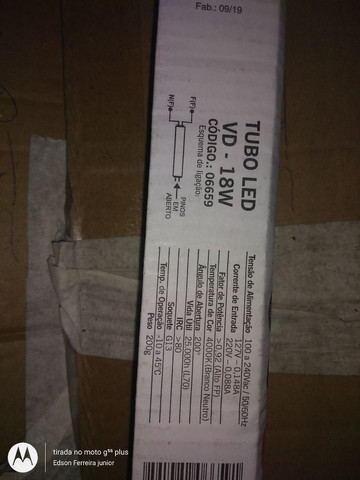 Fab.: 09/19
TUBO LED
VD - 18W
CÓDIGO.: 06659
Esquema de ligação:
F(F)
N(F)
PINOS
EM
ABERTO
Tensão de Alimentação 100 a 240Vac / 50/60Hz
Corrente de Entrada 127V - 0.148A
220V - 0,088A
Fator de Potência >0,92 (Alto FP)
Temperatura de Cor 4000K (Branco Neutro)
Ângulo de Abertura 200°
Vida Útil 25.000h (L70)
IRC >80
Soquete G13
Temp. de Operação -10 a 45°C
Peso 200g
tirada no moto g⁵ˢ plus
Edson Ferreira junior